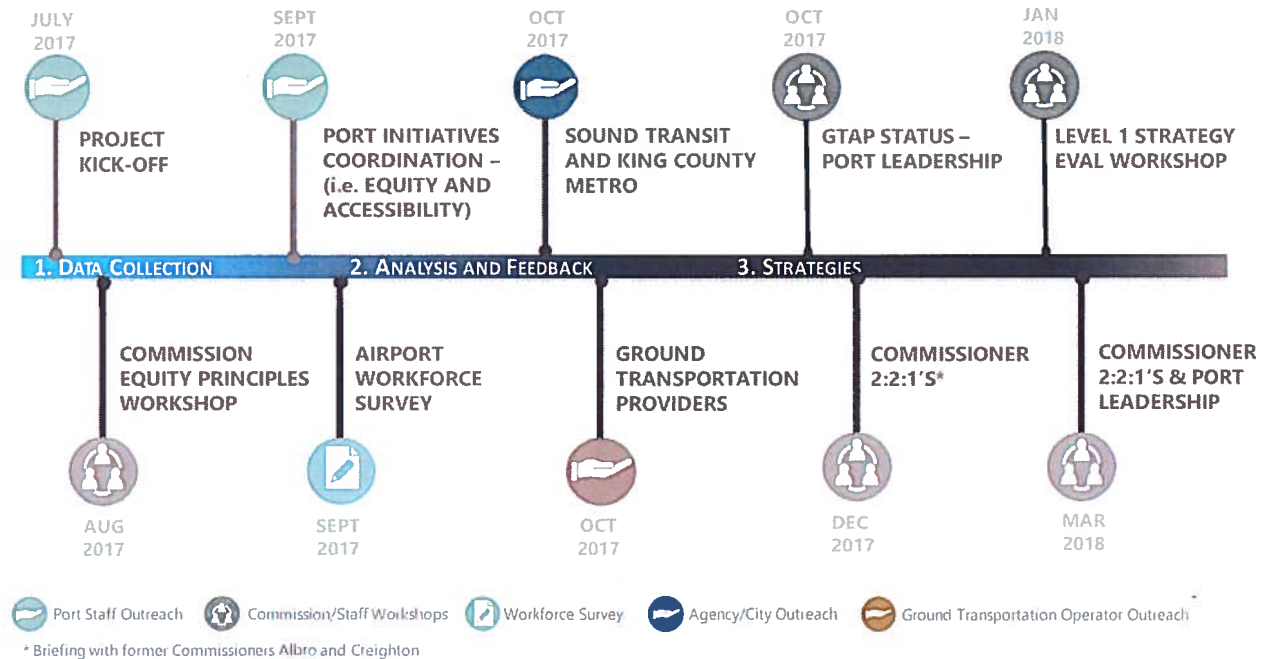 JULY
2017
SEPT
2017
OCT
2017
OCT
2017
JAN
2018
PROJECT
KICK-OFF
PORT INITIATIVES
COORDINATION –
(i.e. EQUITY AND
ACCESSIBILITY)
SOUND TRANSIT
AND KING COUNTY
METRO
GTAP STATUS –
PORT LEADERSHIP
LEVEL 1 STRATEGY
EVAL WORKSHOP
1. DATA COLLECTION
2. ANALYSIS AND FEEDBACK
3. STRATEGIES
COMMISSION
EQUITY PRINCIPLES
WORKSHOP
AIRPORT
WORKFORCE
SURVEY
GROUND
TRANSPORTATION
PROVIDERS
COMMISSIONER
2:2:1'S*
COMMISSIONER
2:2:1'S & PORT
LEADERSHIP
AUG
2017
SEPT
2017
OCT
2017
DEC
2017
MAR
2018
Port Staff Outreach
Commission/Staff Workshops
Workforce Survey
Agency/City Outreach
Ground Transportation Operator Outreach
* Briefing with former Commissioners Albro and Creighton